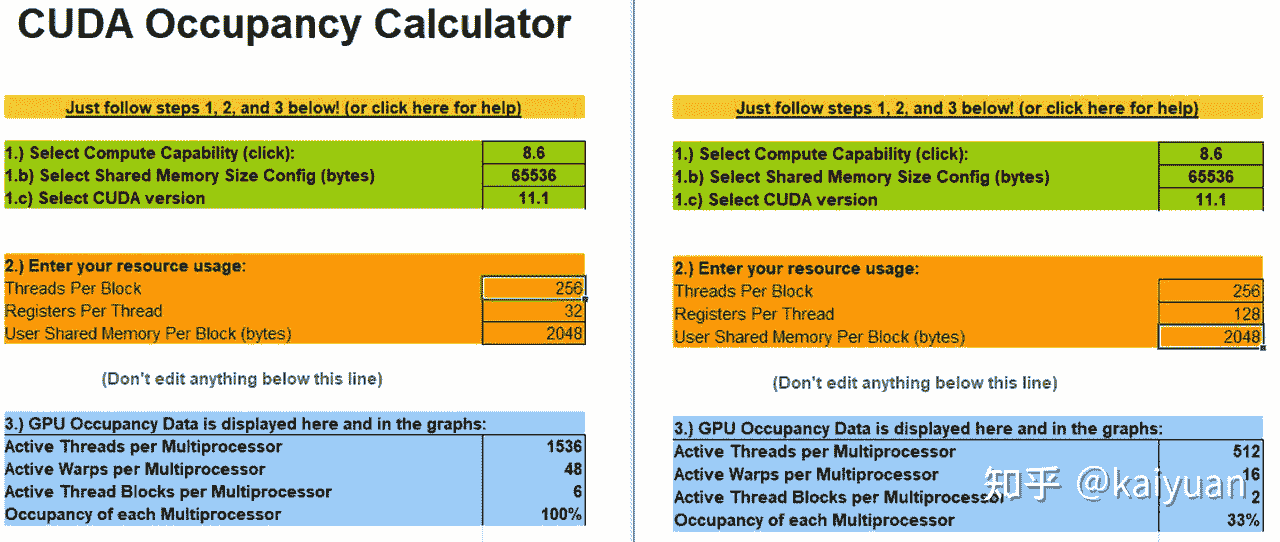 CUDA Occupancy Calculator
Just follow steps 1, 2, and 3 below! (or click here for help)
1.) Select Compute Capability (click): 8.6
1.b) Select Shared Memory Size Config (bytes) 65536
1.c) Select CUDA version 11.1
2.) Enter your resource usage:
Threads Per Block 256
Registers Per Thread 32
User Shared Memory Per Block (bytes) 2048
(Don't edit anything below this line)
3.) GPU Occupancy Data is displayed here and in the graphs:
Active Threads per Multiprocessor 1536
Active Warps per Multiprocessor 48
Active Thread Blocks per Multiprocessor 6
Occupancy of each Multiprocessor 100%
Just follow steps 1, 2, and 3 below! (or click here for help)
1.) Select Compute Capability (click): 8.6
1.b) Select Shared Memory Size Config (bytes) 65536
1.c) Select CUDA version 11.1
2.) Enter your resource usage:
Threads Per Block 256
Registers Per Thread 128
User Shared Memory Per Block (bytes) 2048
(Don't edit anything below this line)
3.) GPU Occupancy Data is displayed here and in the graphs:
Active Threads per Multiprocessor 512
Active Warps per Multiprocessor 16
Active Thread Blocks per Multiprocessor 2
Occupancy of each Multiprocessor 33%
知乎 @kaiyuan